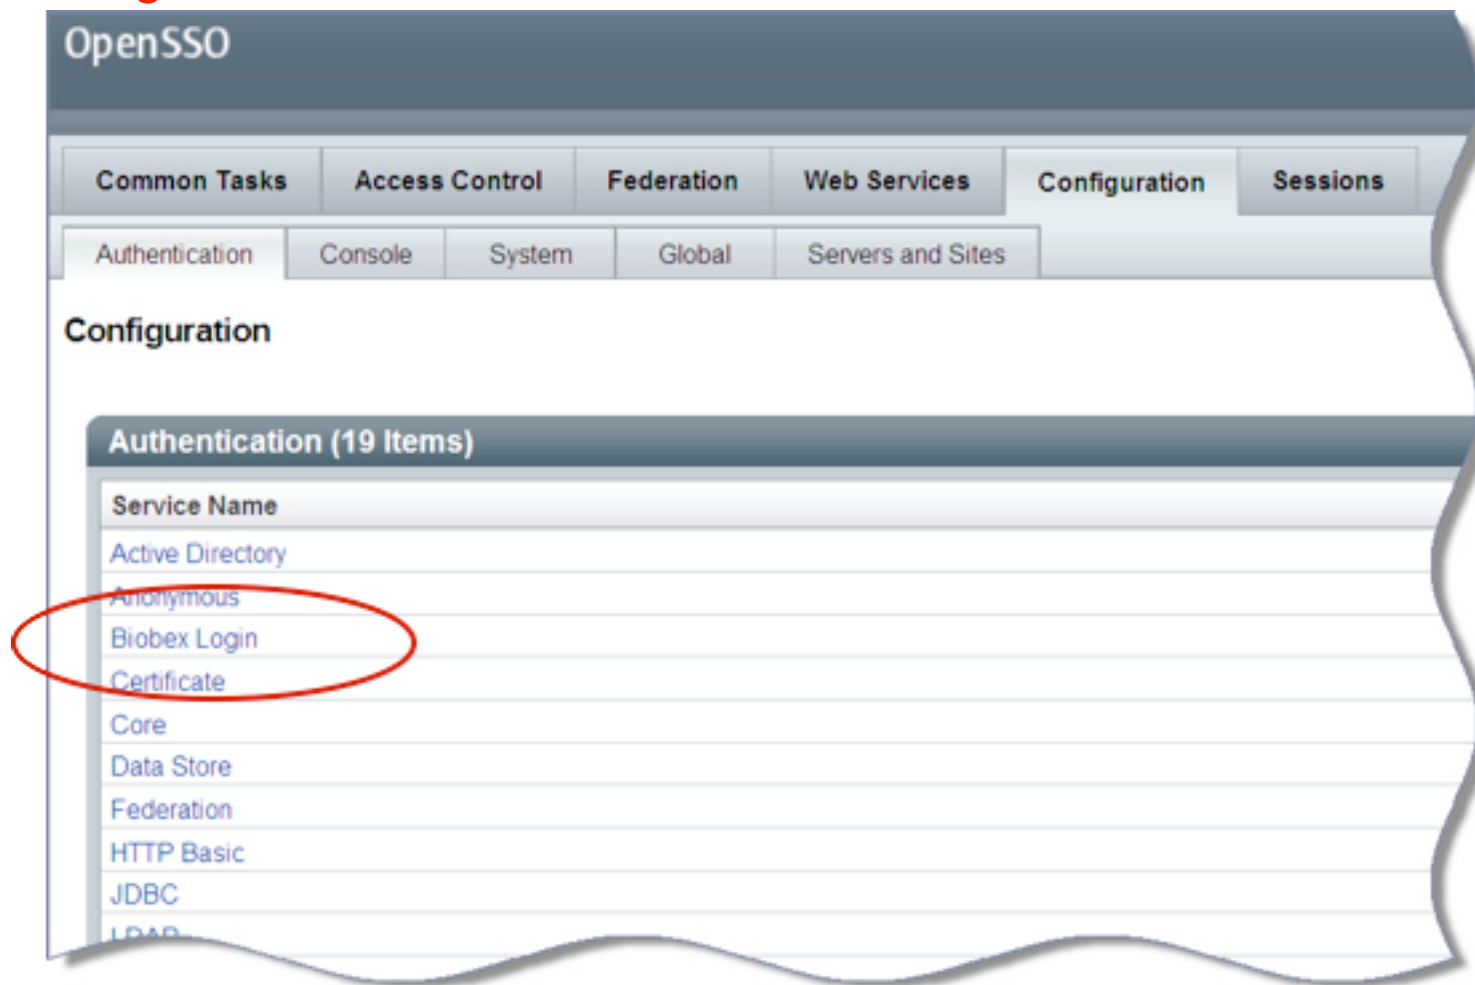 OpenSSO
Common Tasks Access Control Federation Web Services Configuration Sessions
Authentication Console System Global Servers and Sites
Configuration
Authentication (19 Items)
Service Name
Active Directory
Anonymous
Biobex Login
Certificate
Core
Data Store
Federation
HTTP Basic
JDBC
LDAP